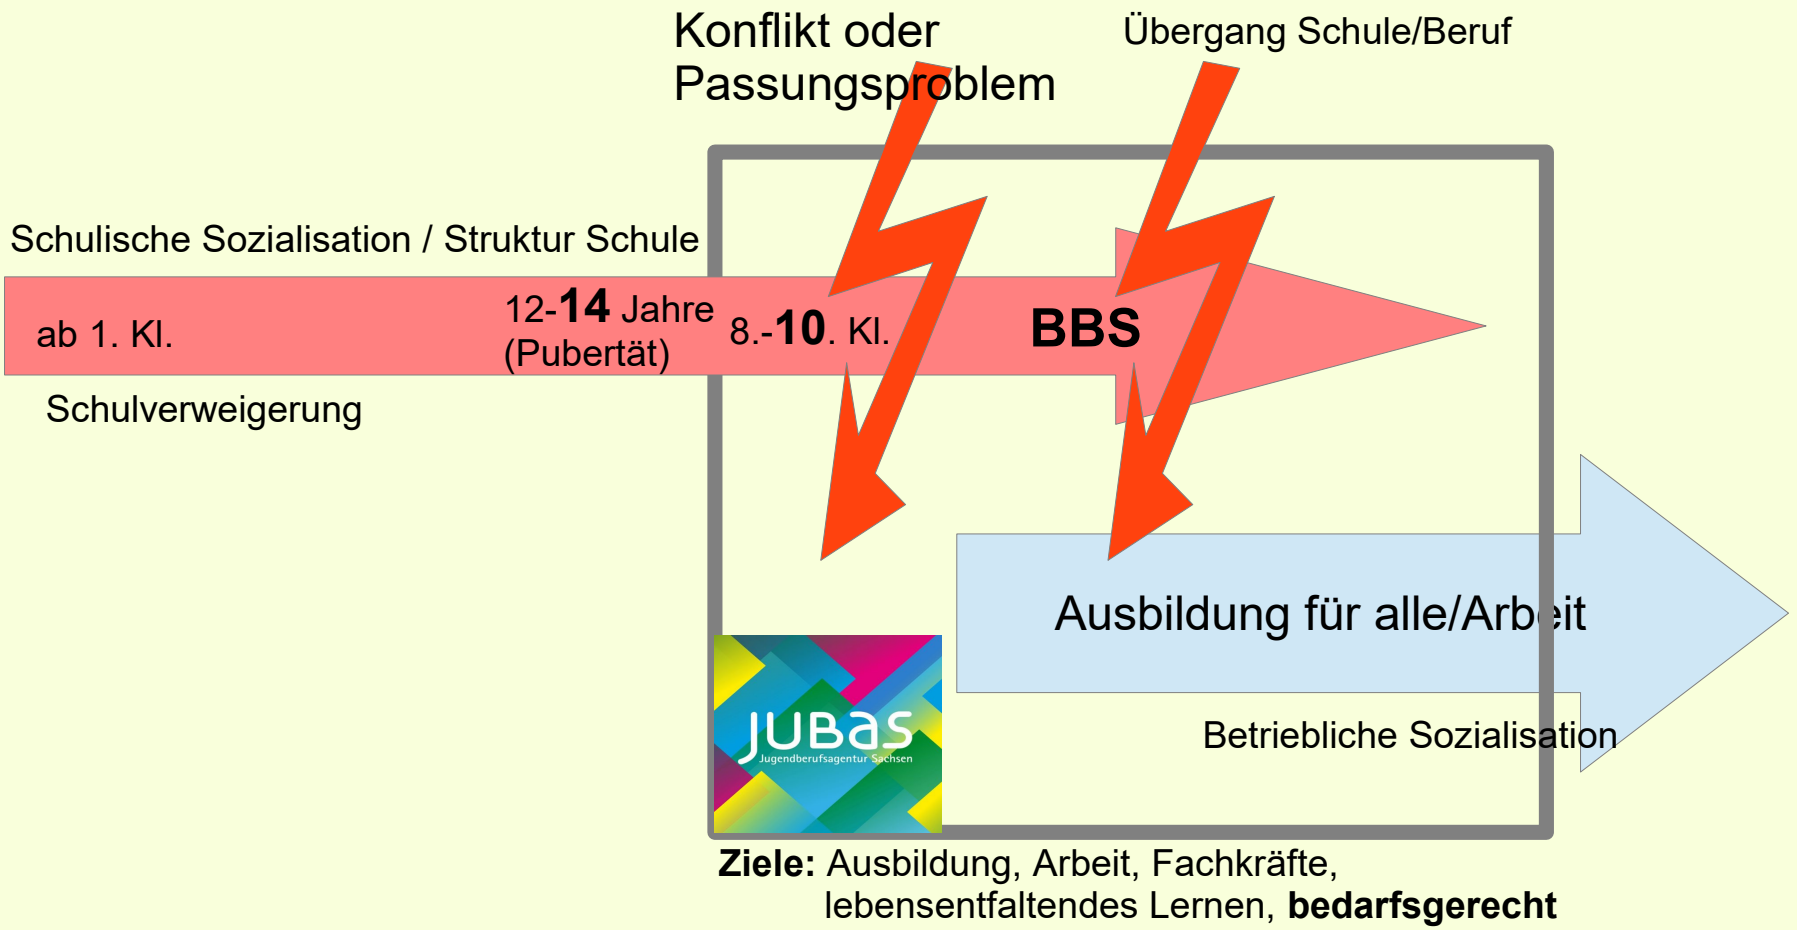 Konflikt oder
Passungsproblem
Übergang Schule/Beruf
Schulische Sozialisation / Struktur Schule
ab 1. Kl.
12-14 Jahre
(Pubertät)
8.-10. Kl.
BBS
Schulverweigerung
Ausbildung für alle/Arbeit
JUBas
Jugendberufsagentur Sachsen
Betriebliche Sozialisation
Ziele: Ausbildung, Arbeit, Fachkräfte,
lebensentfaltendes Lernen, bedarfsgerecht